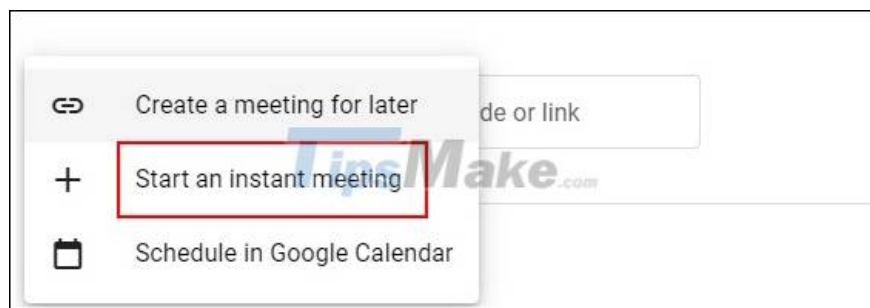 Create a meeting for later
de or link
Start an instant meeting
TipsMake.com
Schedule in Google Calendar